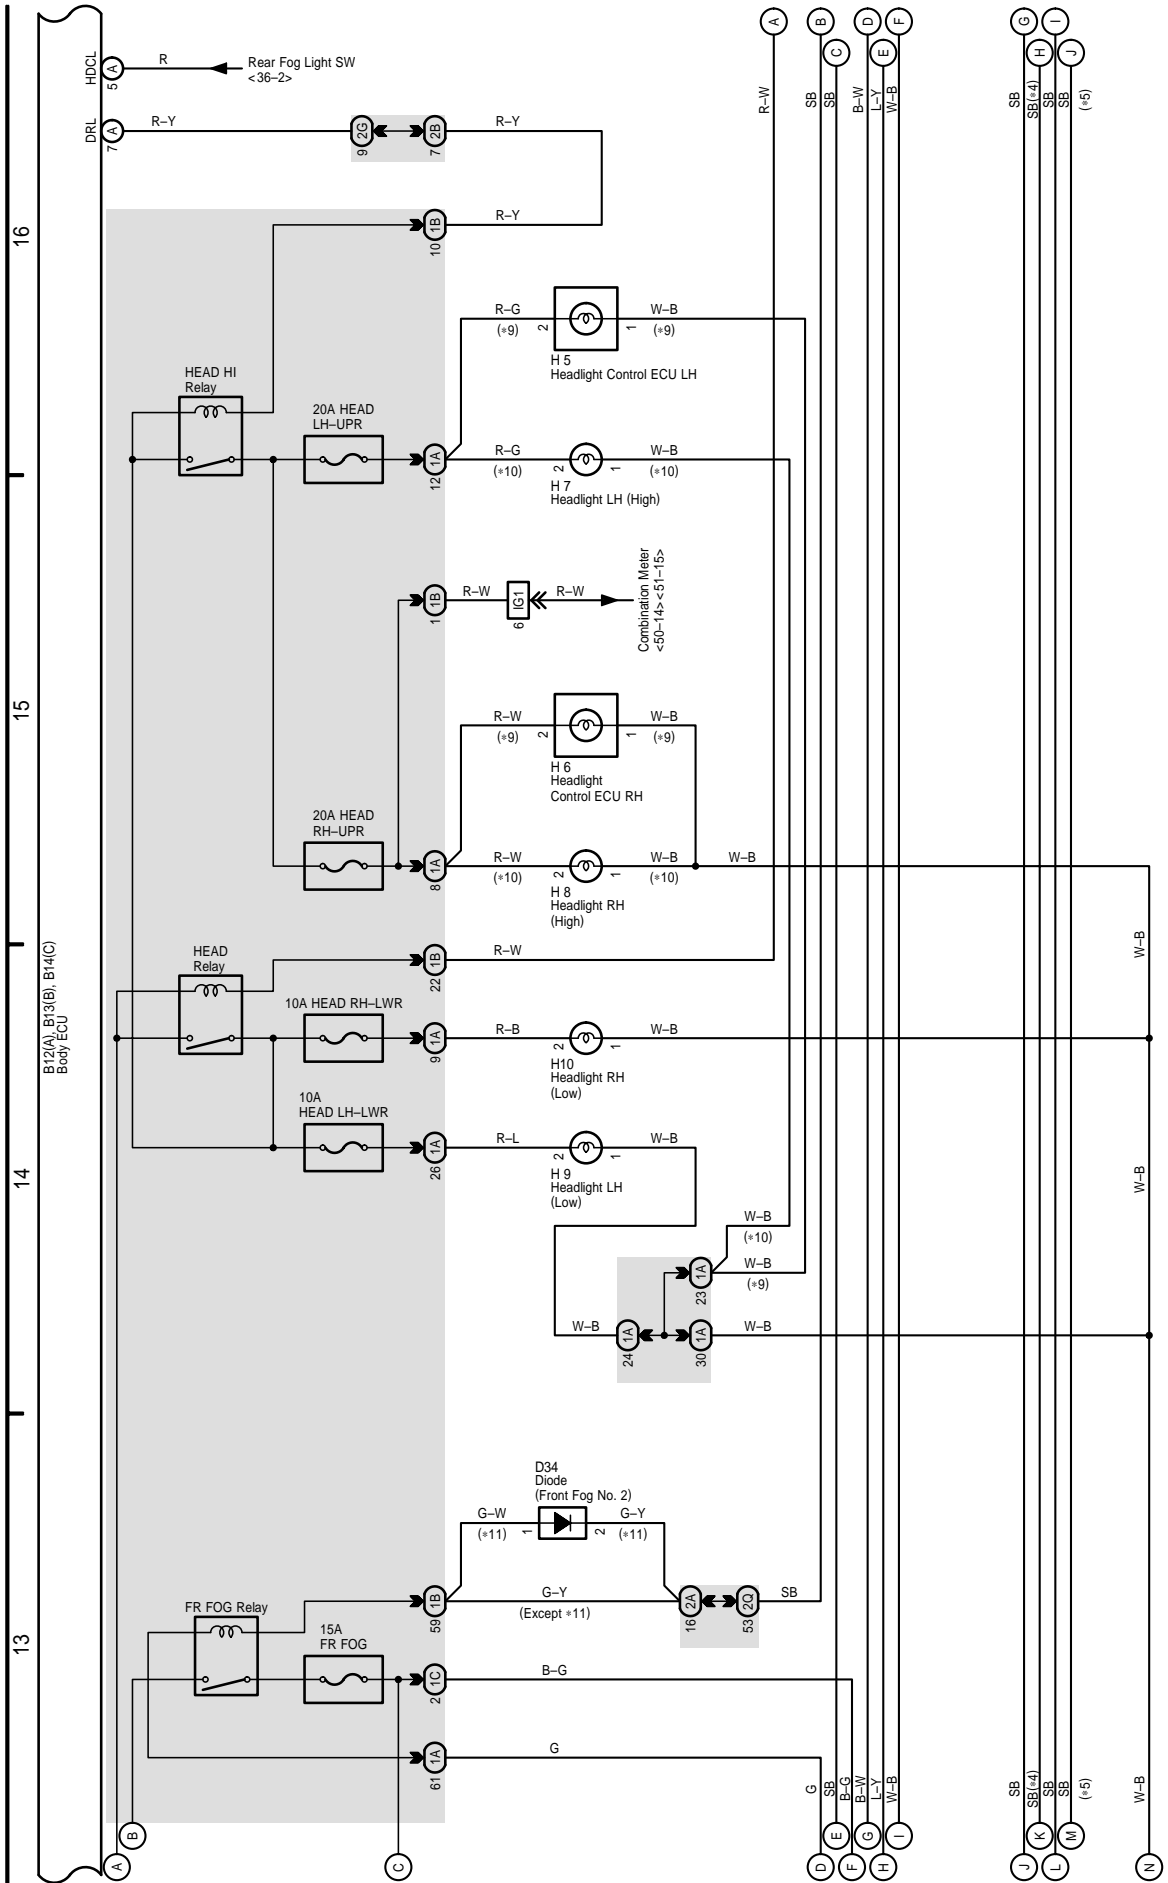 A
B
C
D
E
F
G
H
I
J
HDCL
5
A
R
Rear Fog Light SW
<36–2>
R–W
SB
SB
B–W
L–Y
W–B
SB
SB(*4)
SB
SB
(*5)
DRL
7
A
R–Y
9
2G
7
2B
R–Y
16
10
1B
R–Y
R–G
(*9)
2
1
W–B
(*9)
H 5
Headlight Control ECU LH
HEAD HI
Relay
20A HEAD
LH–UPR
12
1A
R–G
(*10)
2
1
W–B
(*10)
H 7
Headlight LH (High)
1
1B
R–W
6
IG1
R–W
Combination Meter
<50–14><51–15>
15
R–W
(*9)
2
1
W–B
(*9)
H 6
Headlight
Control ECU RH
20A HEAD
RH–UPR
8
1A
R–W
(*10)
2
1
W–B
(*10)
W–B
H 8
Headlight RH
(High)
B12(A), B13(B), B14(C)
Body ECU
HEAD
Relay
22
1B
R–W
W–B
10A HEAD RH–LWR
9
1A
R–B
2
1
W–B
H10
Headlight RH
(Low)
10A
HEAD LH–LWR
26
1A
R–L
2
1
W–B
H 9
Headlight LH
(Low)
14
W–B
W–B
(*10)
23
1A
W–B
(*9)
W–B
24
1A
30
1A
W–B
D34
Diode
(Front Fog No. 2)
G–W
(*11)
1
2
G–Y
(*11)
13
FR FOG Relay
59
1B
G–Y
(Except *11)
16
2A
53
2Q
SB
15A
FR FOG
2
1C
B–G
61
1A
G
G
SB
B–G
B–W
L–Y
W–B
SB
SB(*4)
SB
SB
(*5)
W–B
A
B
C
D
E
F
G
H
I
J
K
L
M
N